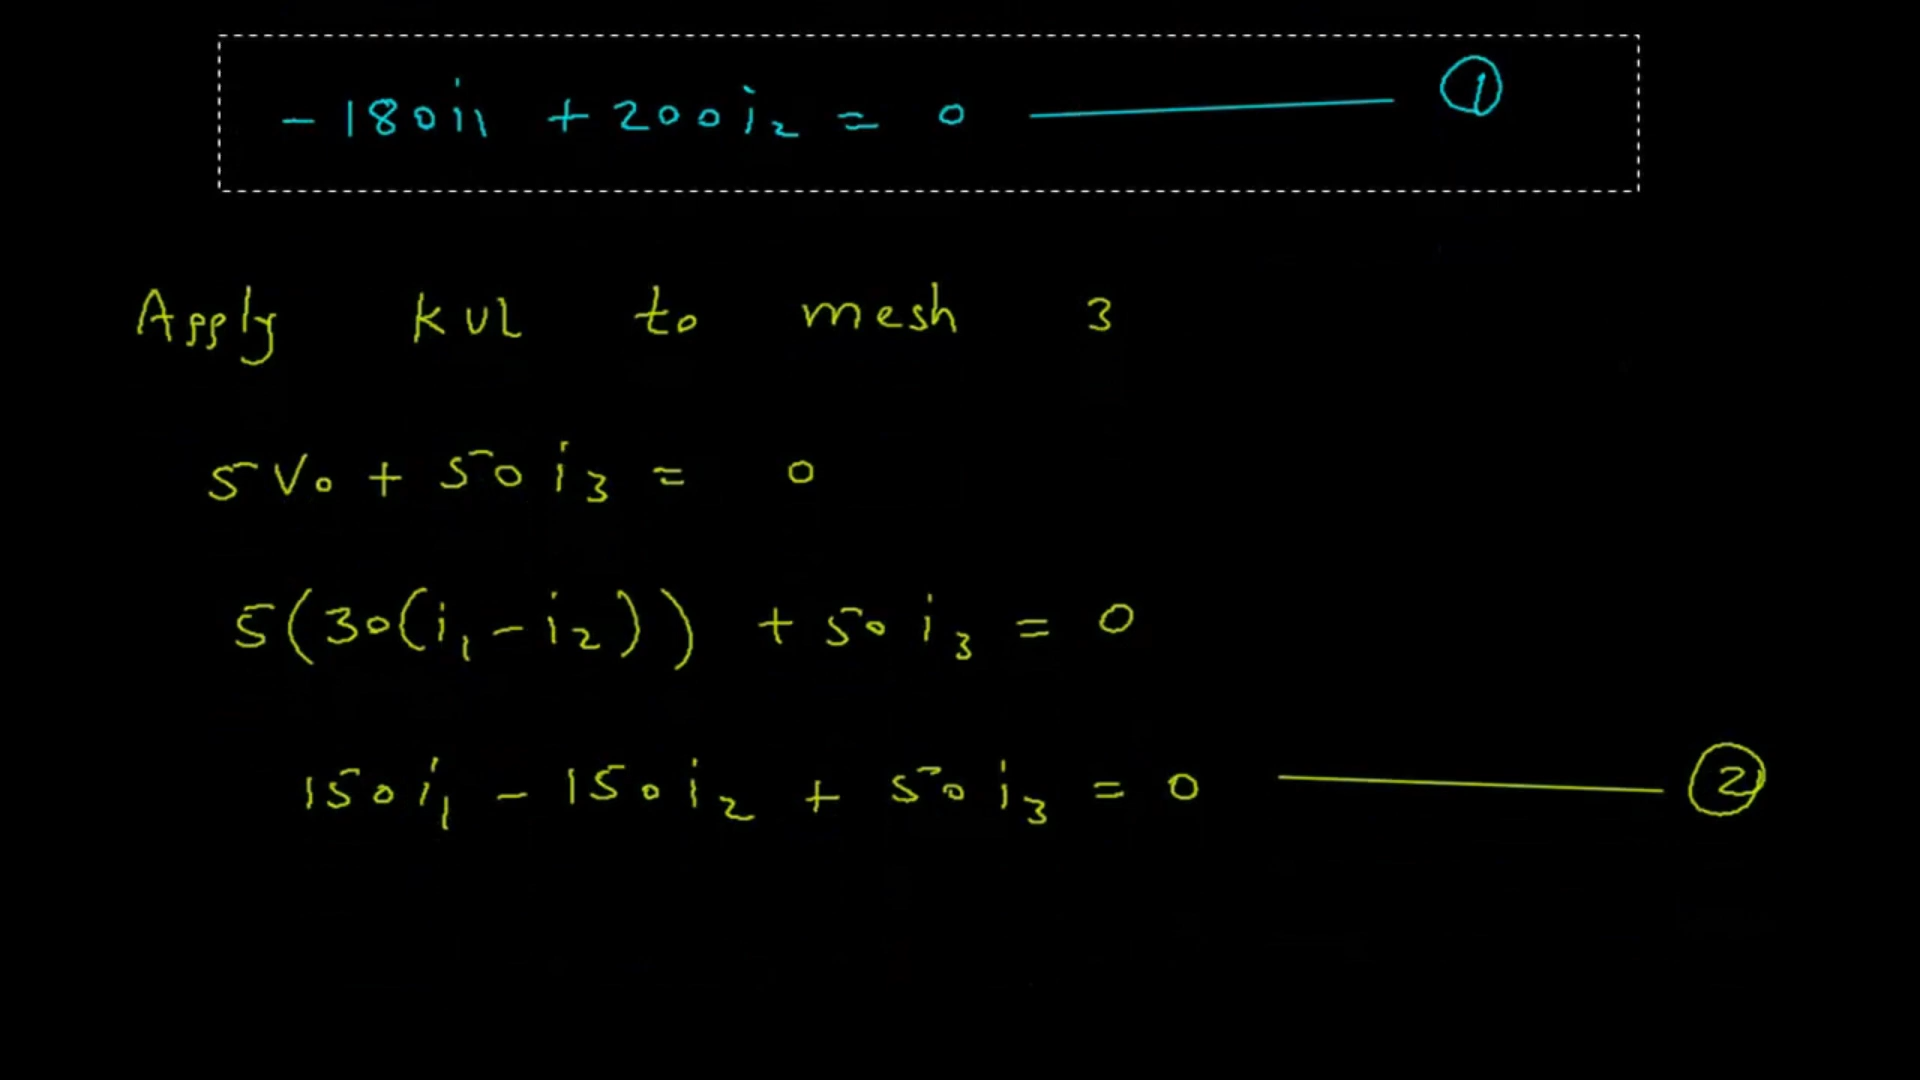 -180i₁ + 200i₂ = 0 ——— ①
Apply kvl to mesh 3
5V₀ + 50i₃ = 0
5(30(i₁ - i₂)) + 50i₃ = 0
150i₁ - 150i₂ + 50i₃ = 0 ——— ②